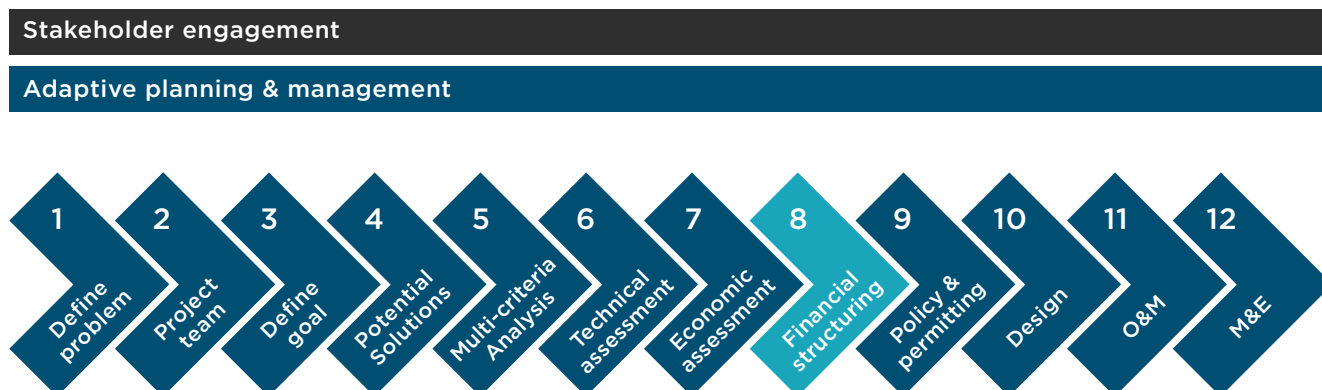 Stakeholder engagement
Adaptive planning & management
1
Define
problem
2
Project
team
3
Define
goal
4
Potential
Solutions
5
Multi-criteria
Analysis
6
Technical
assessment
7
Economic
assessment
8
Financial
structuring
9
Policy &
permitting
10
Design
11
O&M
12
M&E